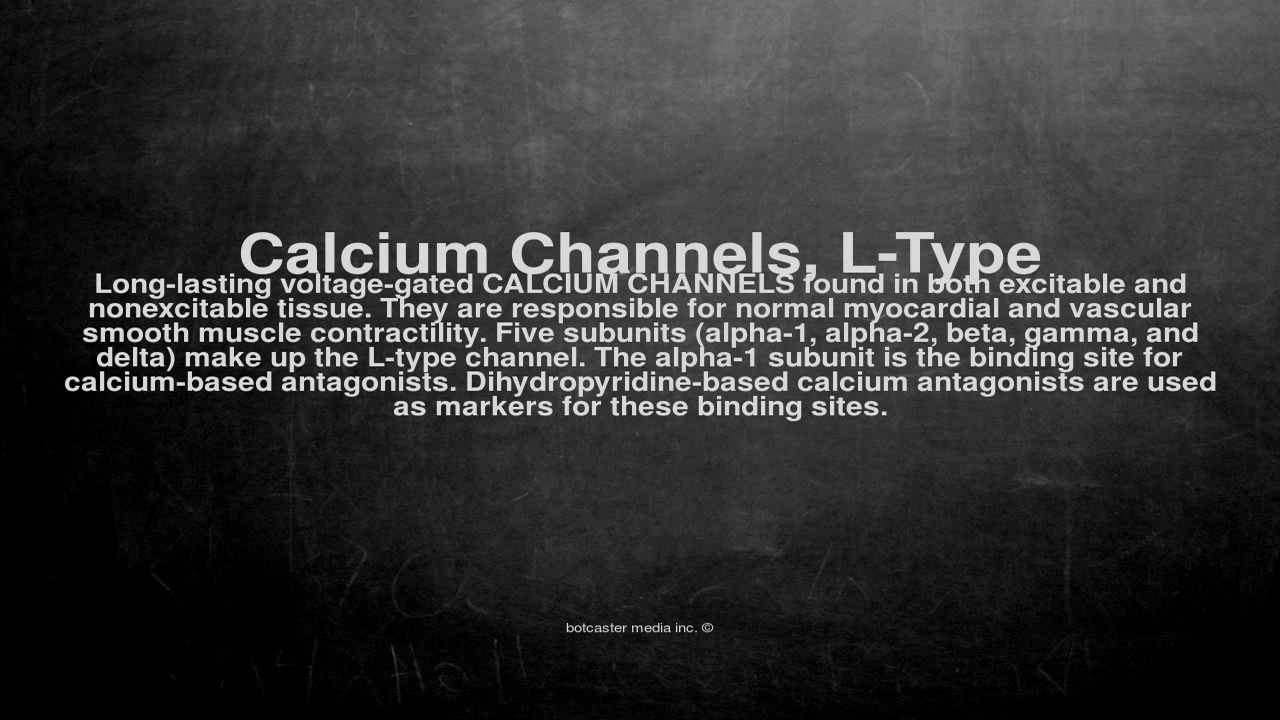 Calcium Channels, L-Type
Long-lasting voltage-gated CALCIUM CHANNELS found in both excitable and
nonexcitable tissue. They are responsible for normal myocardial and vascular
smooth muscle contractility. Five subunits (alpha-1, alpha-2, beta, gamma, and
delta) make up the L-type channel. The alpha-1 subunit is the binding site for
calcium-based antagonists. Dihydropyridine-based calcium antagonists are used
as markers for these binding sites.
botcaster media inc. ©